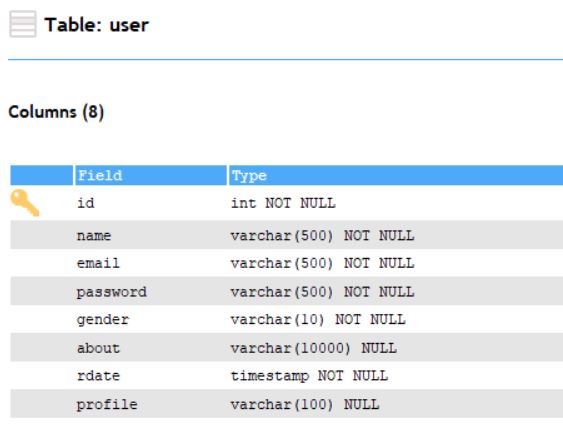 Table: user
Columns (8)
Field Type
id int NOT NULL
name varchar(500) NOT NULL
email varchar(500) NOT NULL
password varchar(500) NOT NULL
gender varchar(10) NOT NULL
about varchar(10000) NULL
rdate timestamp NOT NULL
profile varchar(100) NULL